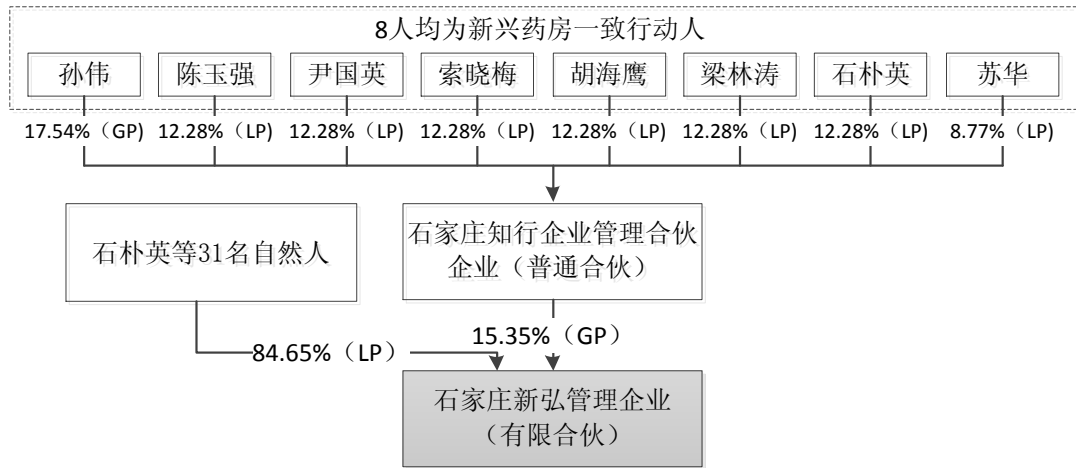 8人均为新兴药房一致行动人
孙伟 陈玉强 尹国英 索晓梅 胡海鹰 梁林涛 石朴英 苏华
17.54%（GP） 12.28%（LP） 12.28%（LP） 12.28%（LP） 12.28%（LP） 12.28%（LP） 12.28%（LP） 8.77%（LP）
石朴英等31名自然人
石家庄知行企业管理合伙
企业（普通合伙）
84.65%（LP）
15.35%（GP）
石家庄新弘管理企业
（有限合伙）